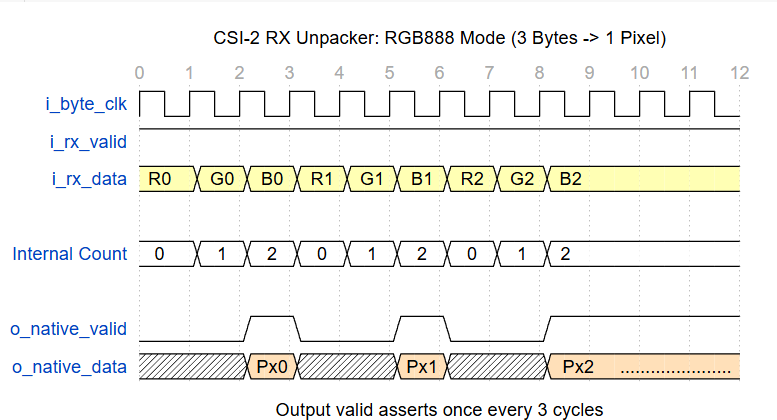 CSI-2 RX Unpacker: RGB888 Mode (3 Bytes -> 1 Pixel)
0 1 2 3 4 5 6 7 8 9 10 11 12
i_byte_clk
i_rx_valid
i_rx_data R0 G0 B0 R1 G1 B1 R2 G2 B2
Internal Count 0 1 2 0 1 2 0 1 2
o_native_valid
o_native_data Px0 Px1 Px2 ......................
Output valid asserts once every 3 cycles